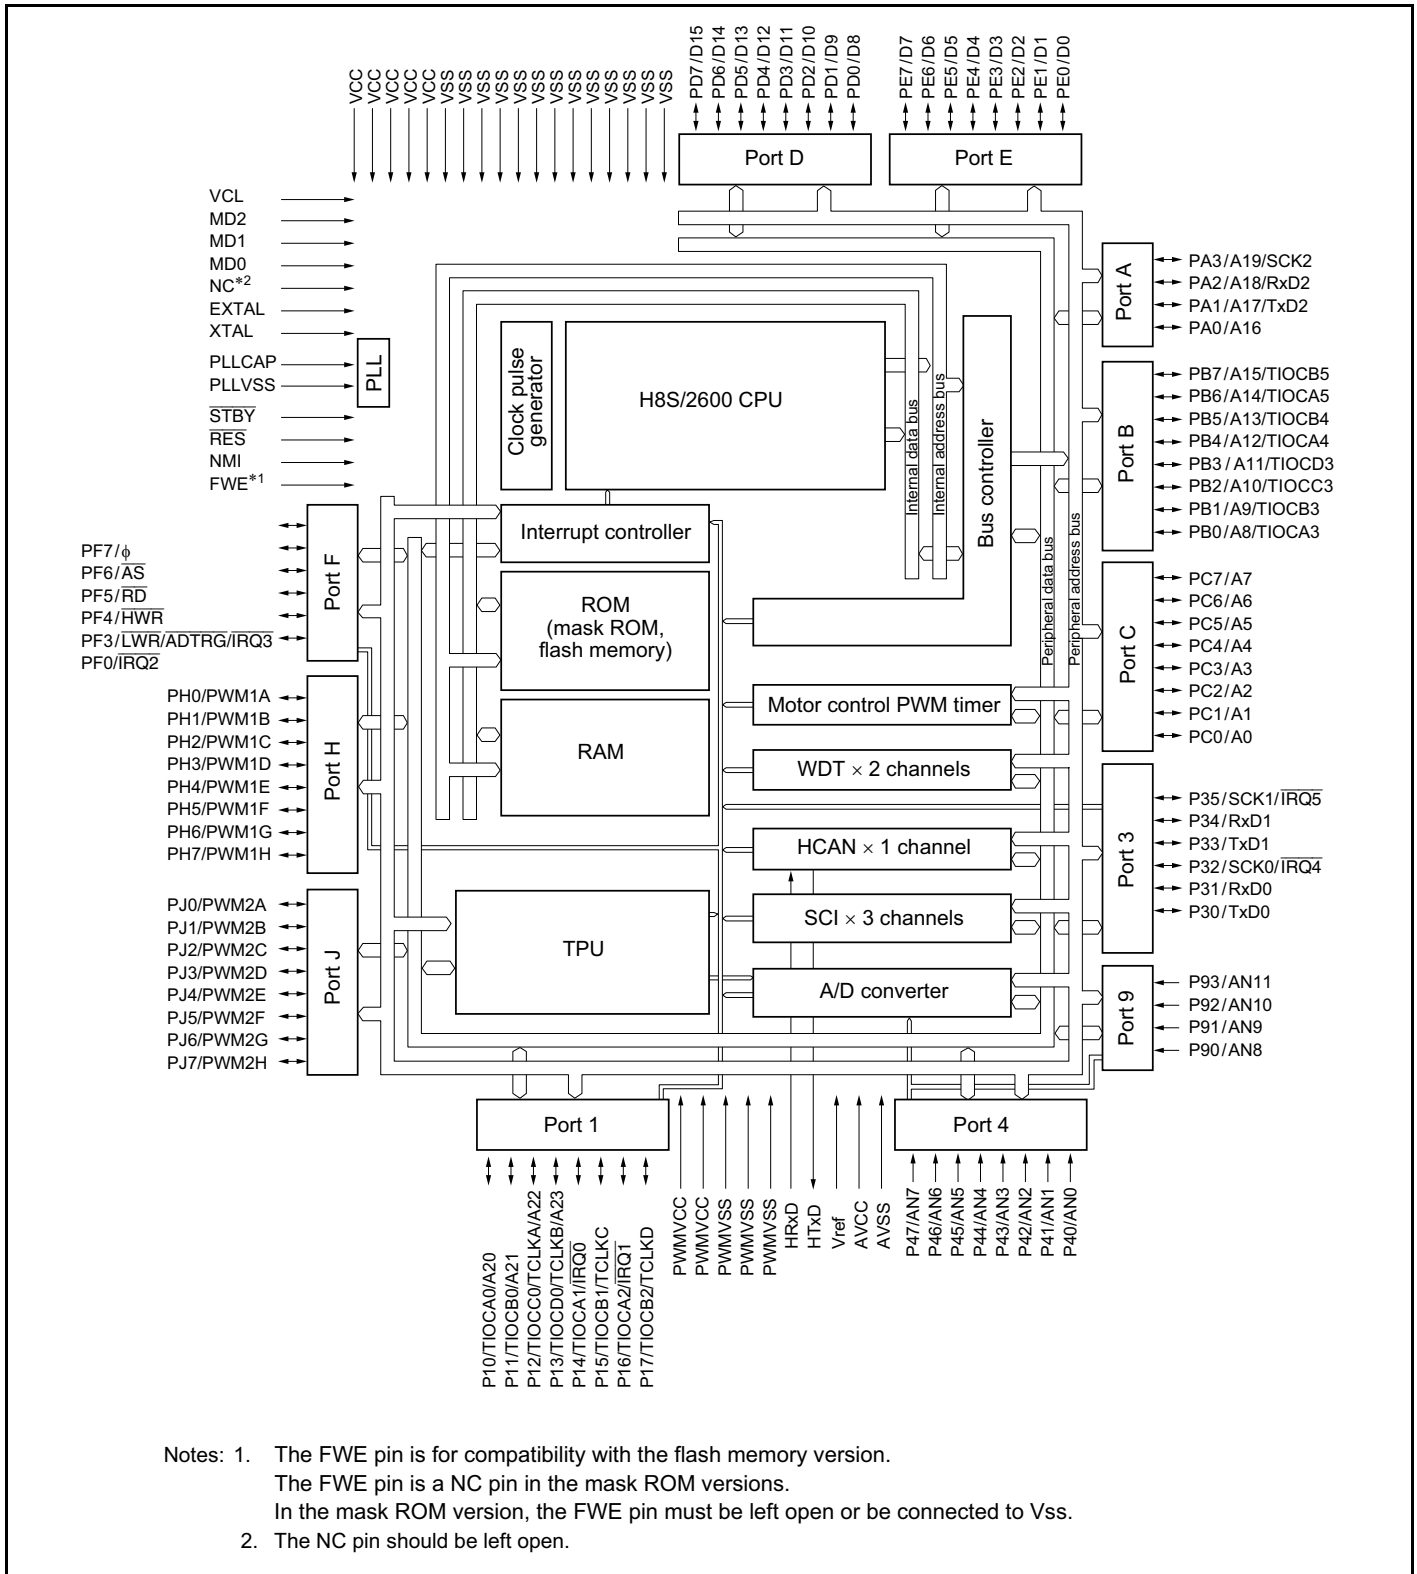 VCC
VCC
VCC
VCC
VCC
VSS
VSS
VSS
VSS
VSS
VSS
VSS
VSS
VSS
VSS
VSS
VSS
VSS
PD7/D15
PD6/D14
PD5/D13
PD4/D12
PD3/D11
PD2/D10
PD1/D9
PD0/D8
PE7/D7
PE6/D6
PE5/D5
PE4/D4
PE3/D3
PE2/D2
PE1/D1
PE0/D0
Port D
Port E
VCL
MD2
MD1
MD0
NC*2
EXTAL
XTAL
PLLCAP
PLLVSS
STBY
RES
NMI
FWE*1
PLL
Clock pulse
generator
H8S/2600 CPU
Internal data bus
Internal address bus
Bus controller
Peripheral data bus
Peripheral address bus
Port A
PA3/A19/SCK2
PA2/A18/RxD2
PA1/A17/TxD2
PA0/A16
Port B
PB7/A15/TIOCB5
PB6/A14/TIOCA5
PB5/A13/TIOCB4
PB4/A12/TIOCA4
PB3/A11/TIOCD3
PB2/A10/TIOCC3
PB1/A9/TIOCB3
PB0/A8/TIOCA3
PF7/ϕ
PF6/AS
PF5/RD
PF4/HWR
PF3/LWR/ADTRG/IRQ3
PF0/IRQ2
Port F
Interrupt controller
ROM
(mask ROM,
flash memory)
RAM
Port C
PC7/A7
PC6/A6
PC5/A5
PC4/A4
PC3/A3
PC2/A2
PC1/A1
PC0/A0
PH0/PWM1A
PH1/PWM1B
PH2/PWM1C
PH3/PWM1D
PH4/PWM1E
PH5/PWM1F
PH6/PWM1G
PH7/PWM1H
Port H
Motor control PWM timer
WDT × 2 channels
HCAN × 1 channel
SCI × 3 channels
A/D converter
TPU
Port 3
P35/SCK1/IRQ5
P34/RxD1
P33/TxD1
P32/SCK0/IRQ4
P31/RxD0
P30/TxD0
PJ0/PWM2A
PJ1/PWM2B
PJ2/PWM2C
PJ3/PWM2D
PJ4/PWM2E
PJ5/PWM2F
PJ6/PWM2G
PJ7/PWM2H
Port J
Port 9
P93/AN11
P92/AN10
P91/AN9
P90/AN8
Port 1
Port 4
P10/TIOCA0/A20
P11/TIOCB0/A21
P12/TIOCC0/TCLKA/A22
P13/TIOCD0/TCLKB/A23
P14/TIOCA1/IRQ0
P15/TIOCB1/TCLKC
P16/TIOCA2/IRQ1
P17/TIOCB2/TCLKD
PWMVCC
PWMVCC
PWMVSS
PWMVSS
PWMVSS
HRxD
HTxD
Vref
AVCC
AVSS
P47/AN7
P46/AN6
P45/AN5
P44/AN4
P43/AN3
P42/AN2
P41/AN1
P40/AN0
Notes: 1. The FWE pin is for compatibility with the flash memory version.
The FWE pin is a NC pin in the mask ROM versions.
In the mask ROM version, the FWE pin must be left open or be connected to Vss.
2. The NC pin should be left open.